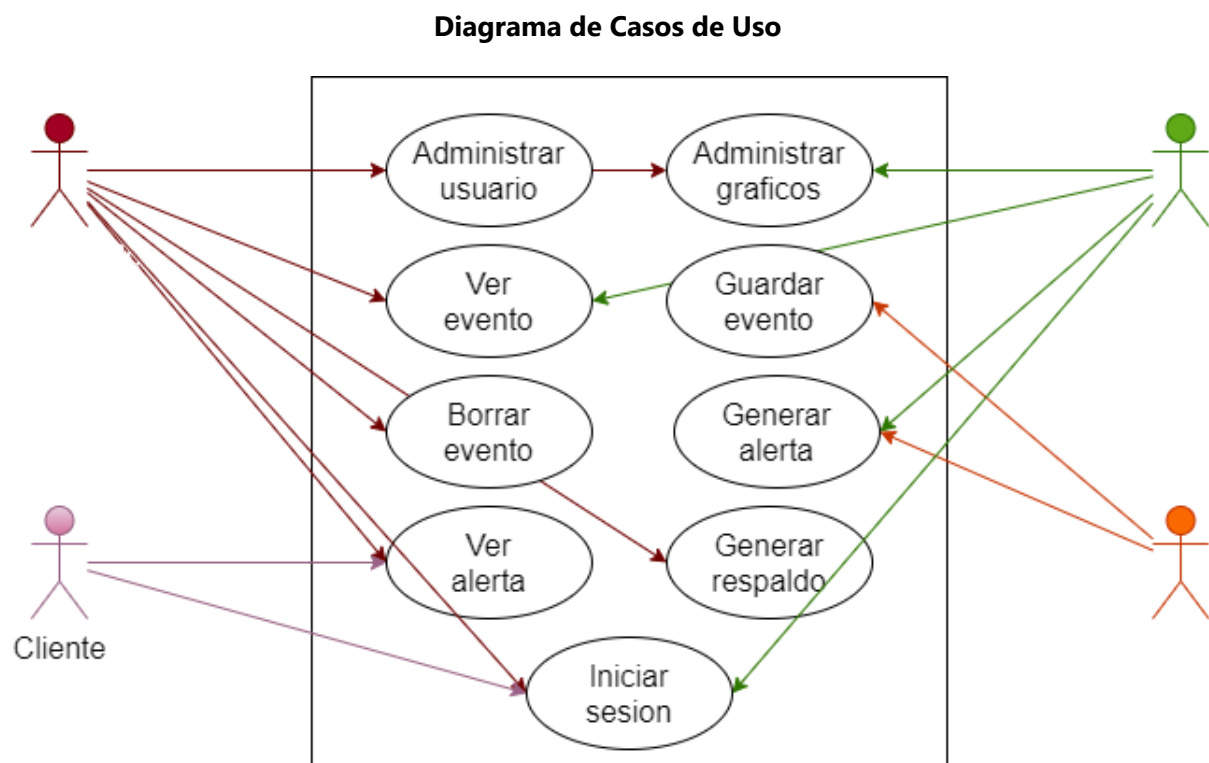 Diagrama de Casos de Uso
Administrar
usuario
Administrar
graficos
Ver
evento
Guardar
evento
Borrar
evento
Generar
alerta
Ver
alerta
Generar
respaldo
Cliente
Iniciar
sesion